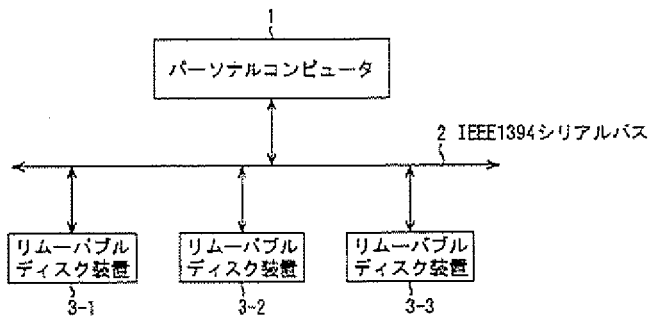 1
パーソナルコンピュータ
2 IEEE1394シリアルバス
リムーバブル
ディスク装置
リムーバブル
ディスク装置
リムーバブル
ディスク装置
3-1
3-2
3-3